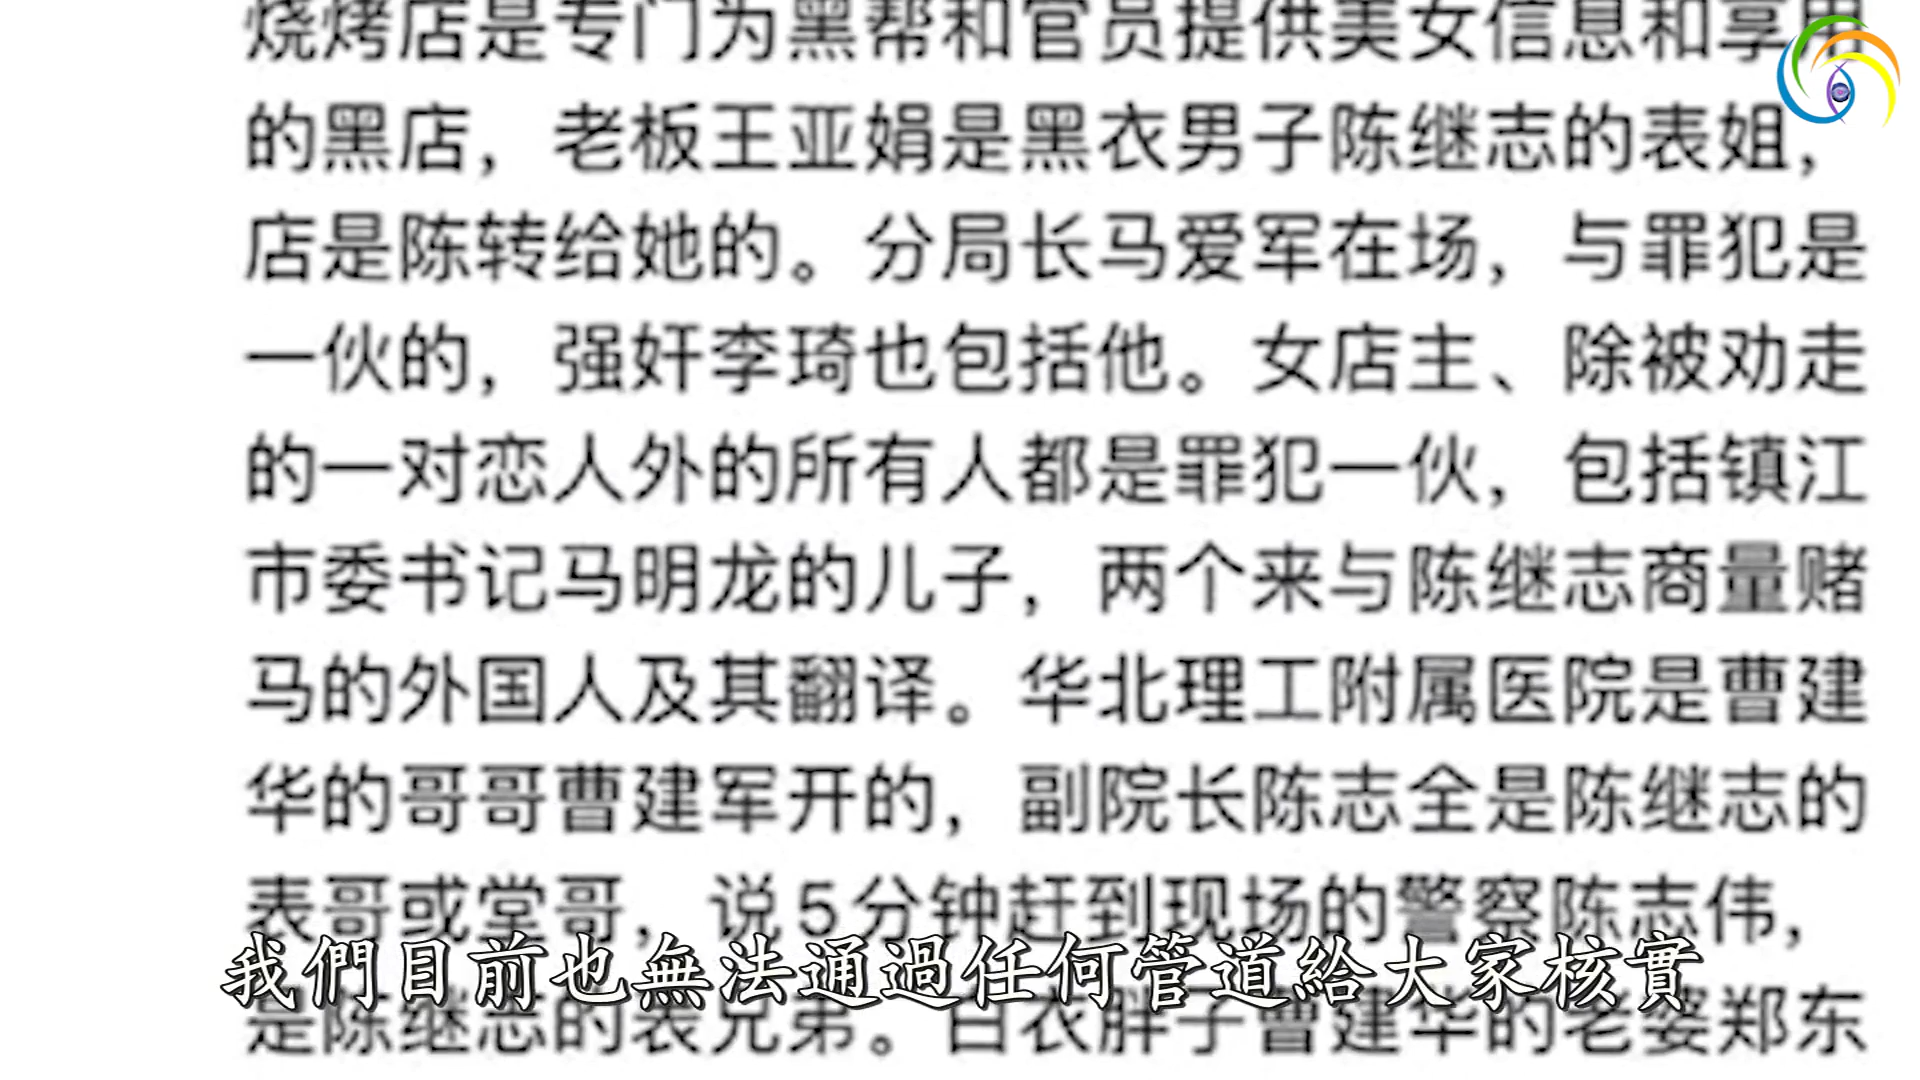 烧烤店是专门为黑帮和官员提供美女信息和享用
的黑店，老板王亚娟是黑衣男子陈继志的表姐，
店是陈转给她的。分局长马爱军在场，与罪犯是
一伙的，强奸李琦也包括他。女店主、除被劝走
的一对恋人外的所有人都是罪犯一伙，包括镇江
市委书记马明龙的儿子，两个来与陈继志商量赌
马的外国人及其翻译。华北理工附属医院是曹建
华的哥哥曹建军开的，副院长陈志全是陈继志的
表哥或堂哥，说5分钟赶到现场的警察陈志伟，
我們目前也無法通過任何管道給大家核實
是陈继志的表兄弟。白衣胖子曹建华的老婆郑东